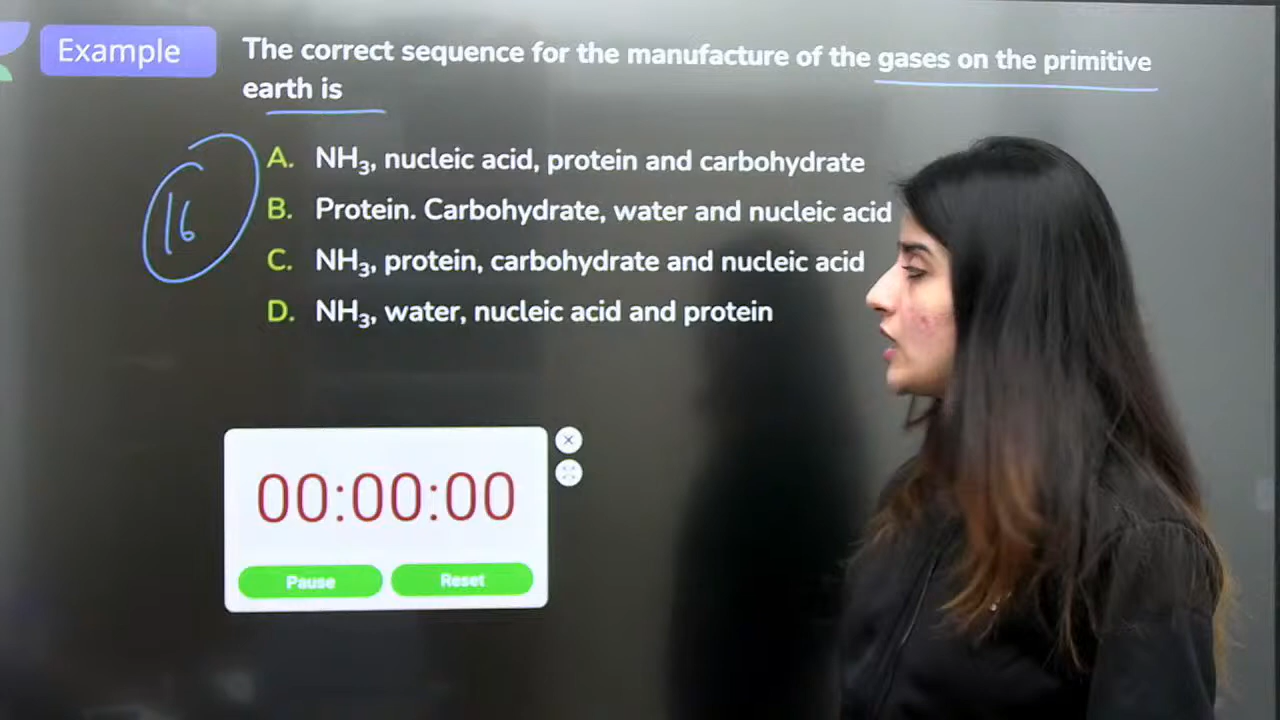 Example
The correct sequence for the manufacture of the gases on the primitive
earth is
16
A. NH₃, nucleic acid, protein and carbohydrate
B. Protein. Carbohydrate, water and nucleic acid
C. NH₃, protein, carbohydrate and nucleic acid
D. NH₃, water, nucleic acid and protein
00:00:00
Pause Reset